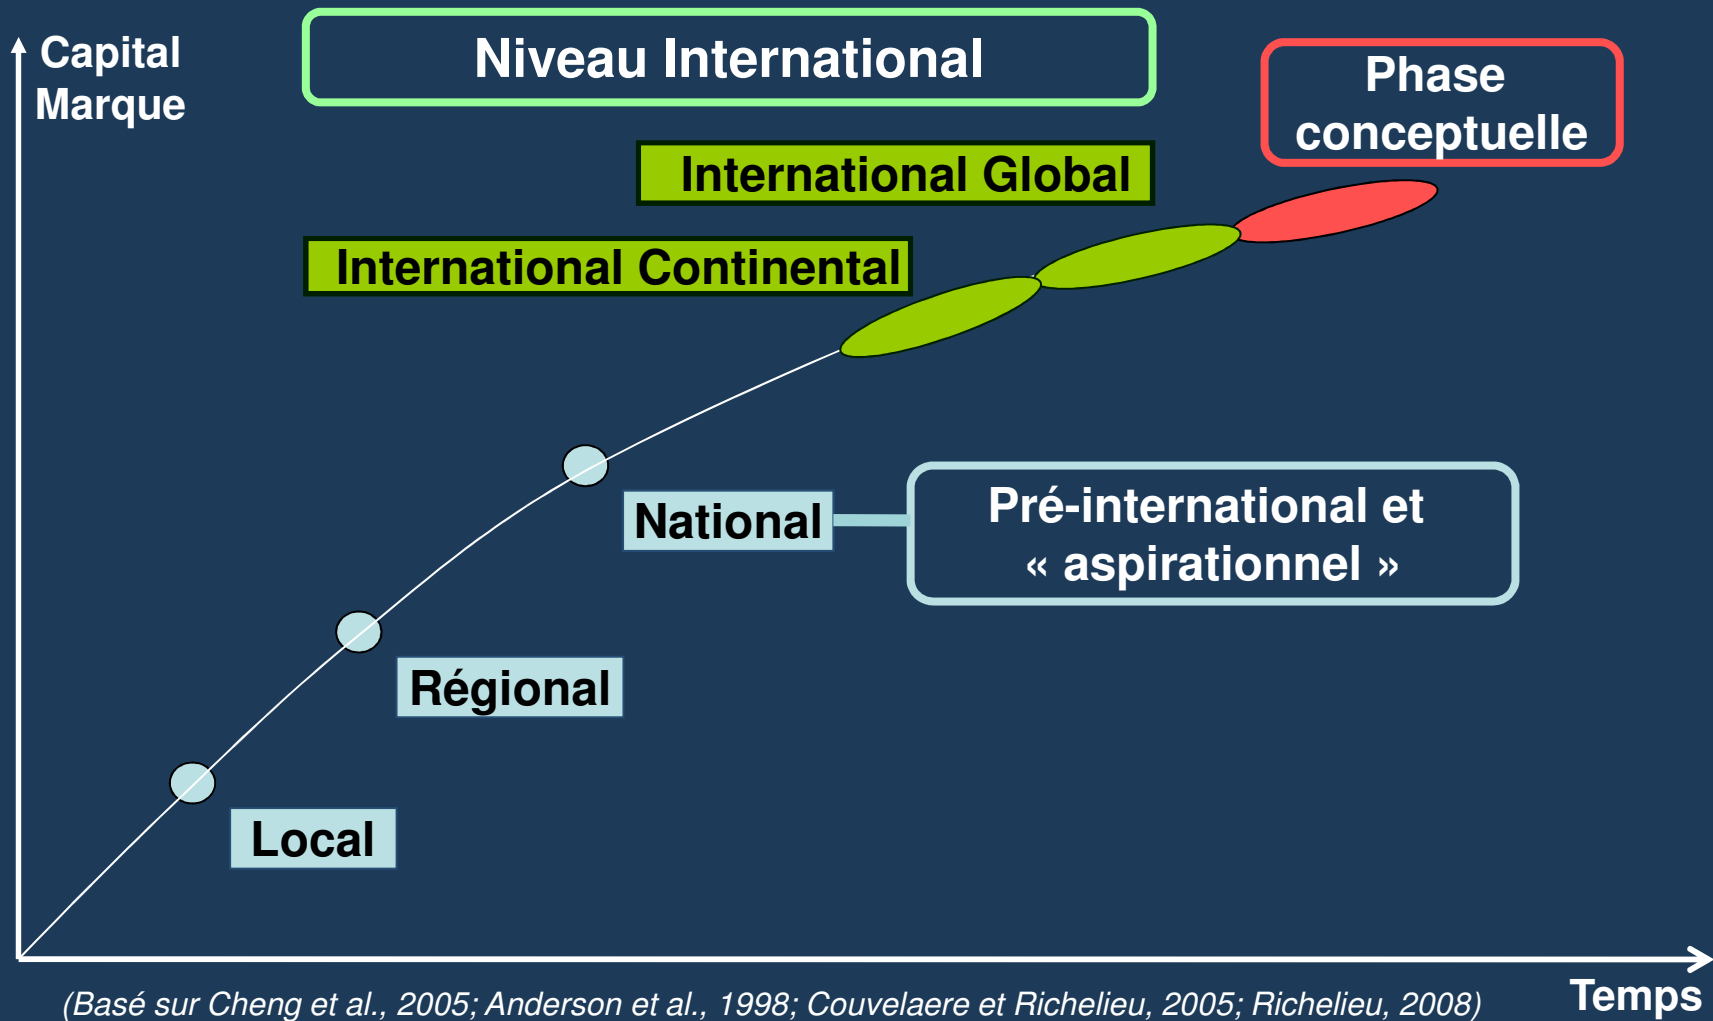 Capital
Marque
Niveau International
Phase
conceptuelle
International Global
International Continental
National
Pré-international et
« aspirationnel »
Régional
Local
Temps
(Basé sur Cheng et al., 2005; Anderson et al., 1998; Couvelaere et Richelieu, 2005; Richelieu, 2008)